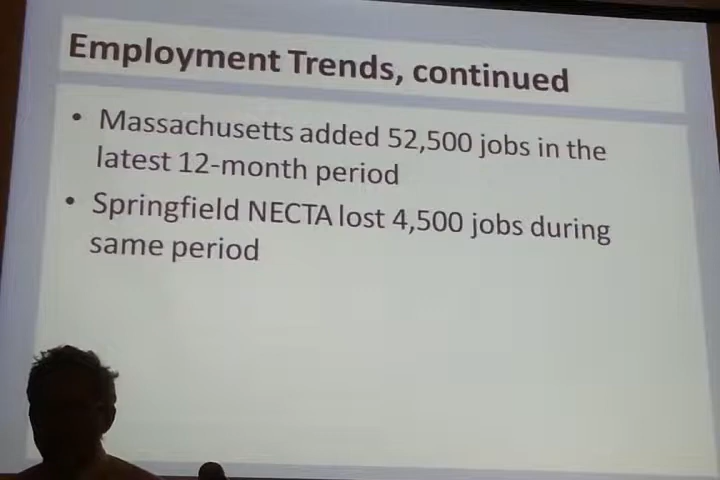 Employment Trends, continued
• Massachusetts added 52,500 jobs in the
latest 12-month period
• Springfield NECTA lost 4,500 jobs during
same period